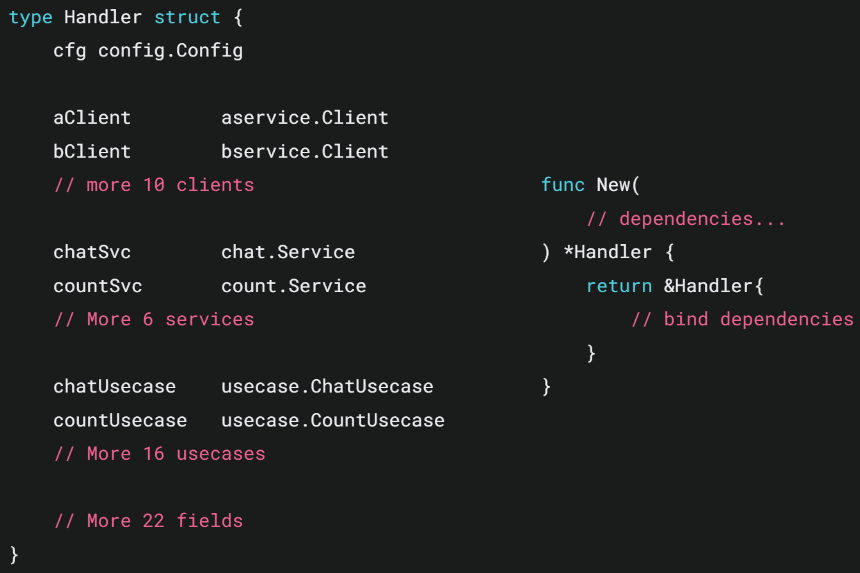 type Handler struct {
cfg config.Config
aClient aservice.Client
bClient bservice.Client
// more 10 clients
chatSvc chat.Service
countSvc count.Service
// More 6 services
chatUsecase usecase.ChatUsecase
countUsecase usecase.CountUsecase
// More 16 usecases
// More 22 fields
}
func New(
// dependencies...
) *Handler {
return &Handler{
// bind dependencies
}
}